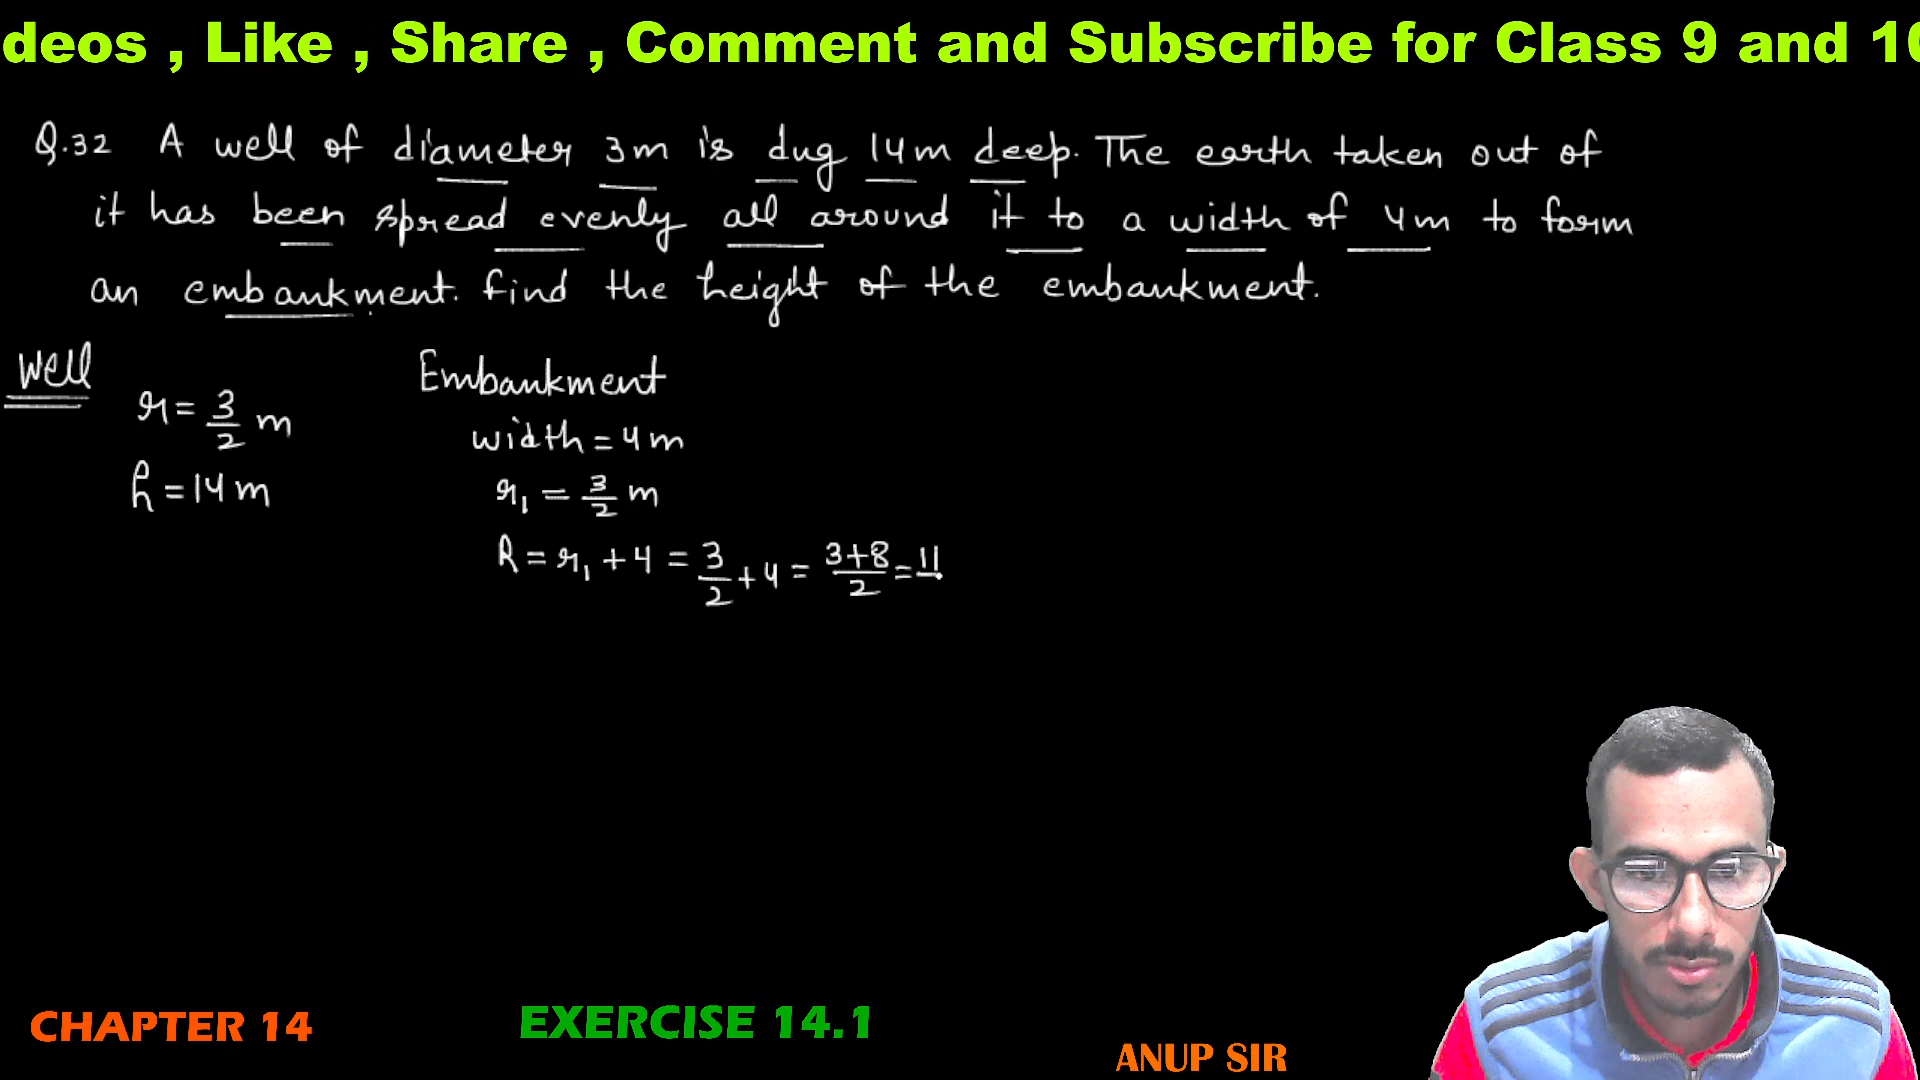 deos , Like , Share , Comment and Subscribe for Class 9 and 10
Q.32 A well of diameter 3m is dug 14m deep. The earth taken out of
it has been spread evenly all around it to a width of 4m to form
an embankment. find the height of the embankment.
Well
r = 3/2 m
h = 14 m
Embankment
width = 4 m
r₁ = 3/2 m
R = r₁ + 4 = 3/2 + 4 = (3+8)/2 = 11
CHAPTER 14
EXERCISE 14.1
ANUP SIR